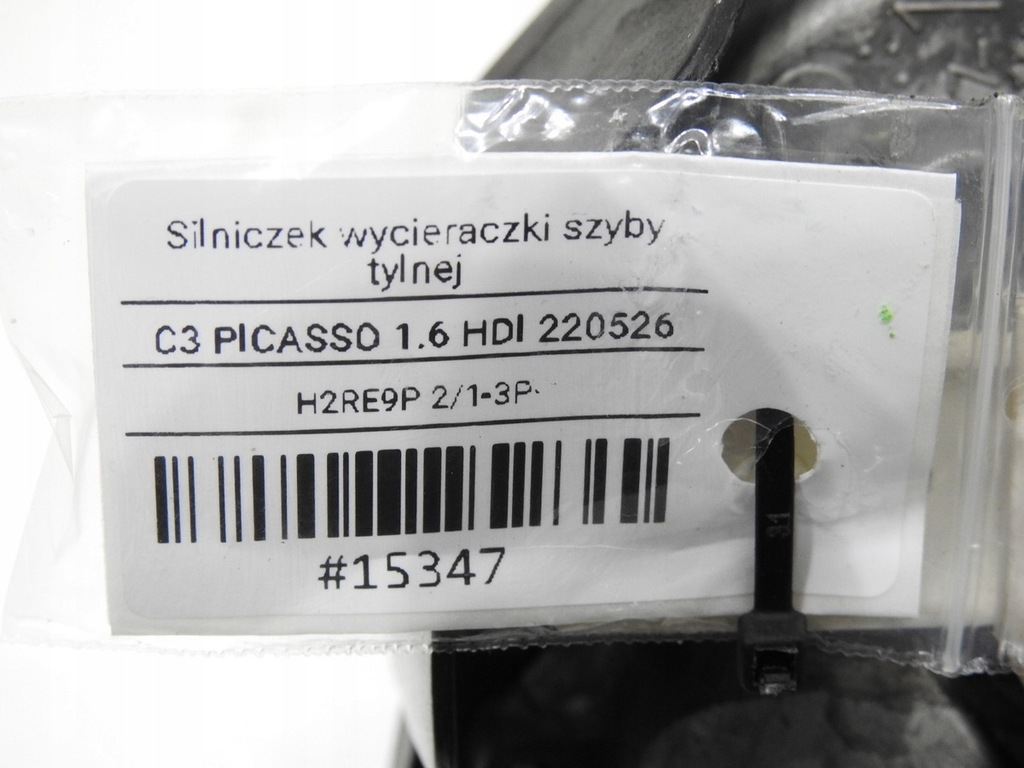 Silniczek wycieraczki szyby
tylnej
C3 PICASSO 1.6 HDI 220526
H2RE9P 2/1-3P
#15347